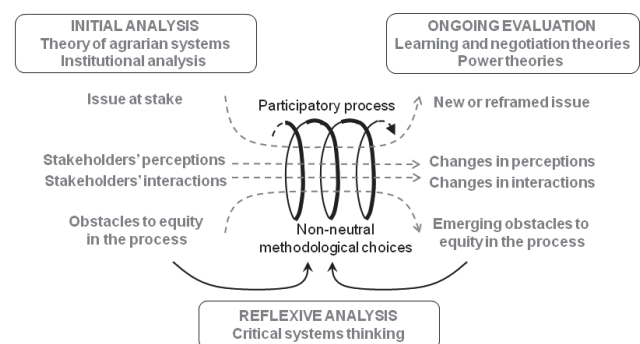 INITIAL ANALYSIS
Theory of agrarian systems
Institutional analysis
ONGOING EVALUATION
Learning and negotiation theories
Power theories
Issue at stake
Participatory process
New or reframed issue
Stakeholders' perceptions
Stakeholders' interactions
Changes in perceptions
Changes in interactions
Obstacles to equity
in the process
Non-neutral
methodological choices
Emerging obstacles to
equity in the process
REFLEXIVE ANALYSIS
Critical systems thinking